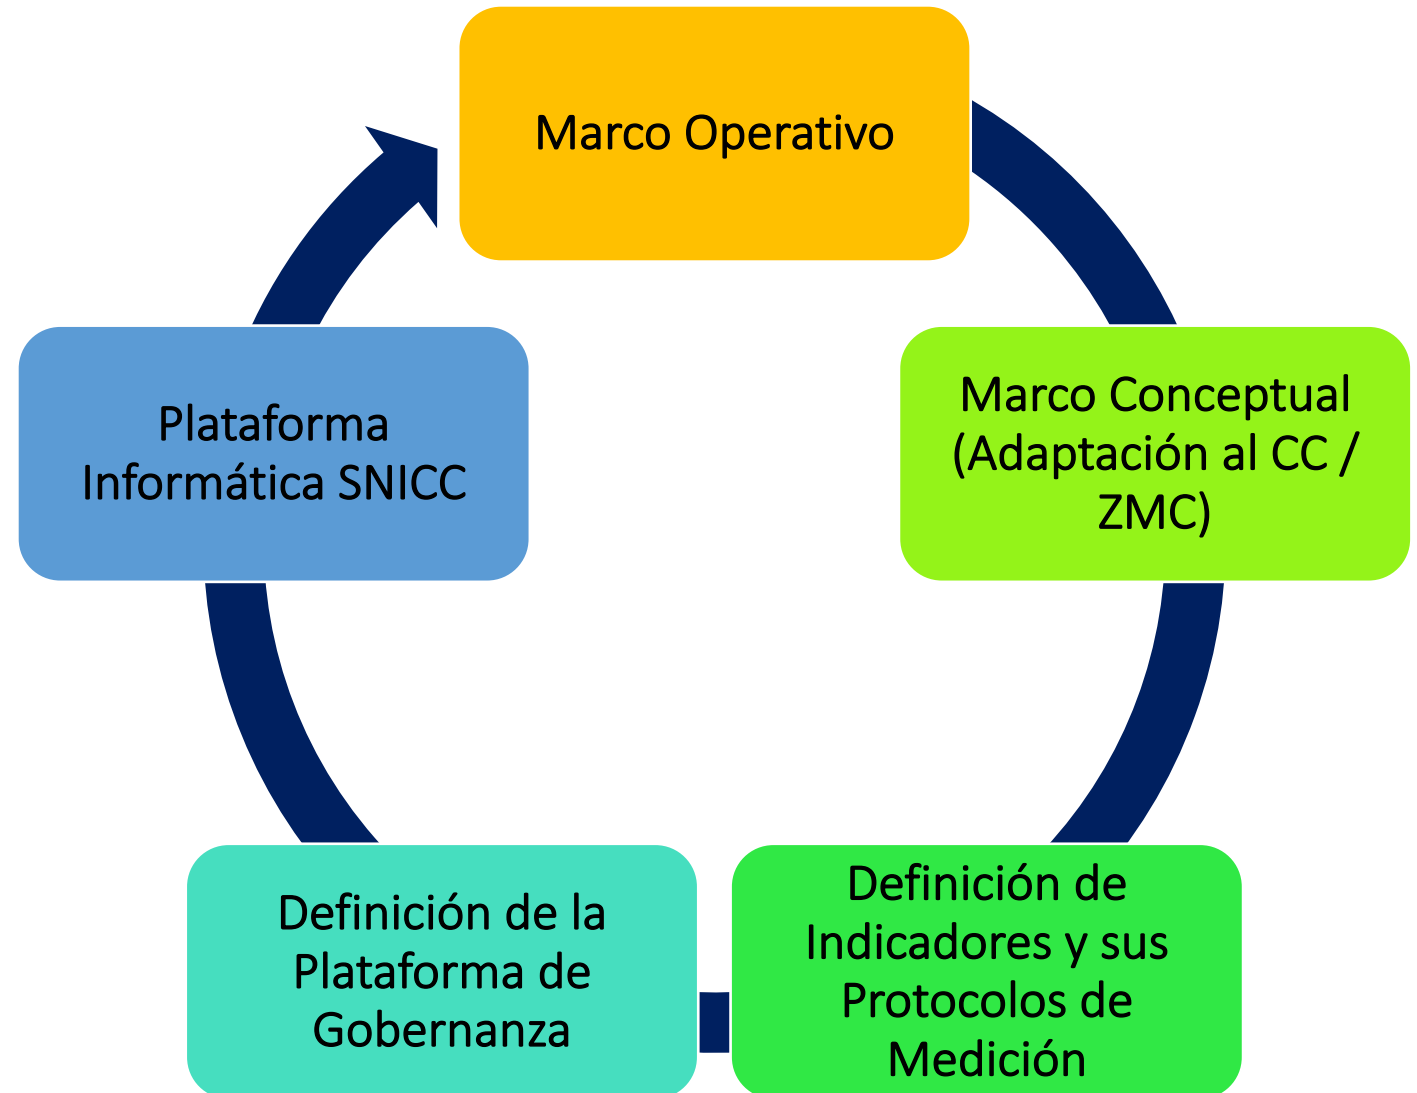 Marco Operativo
Marco Conceptual
(Adaptación al CC /
ZMC)
Definición de
Indicadores y sus
Protocolos de
Medición
Definición de la
Plataforma de
Gobernanza
Plataforma
Informática SNICC